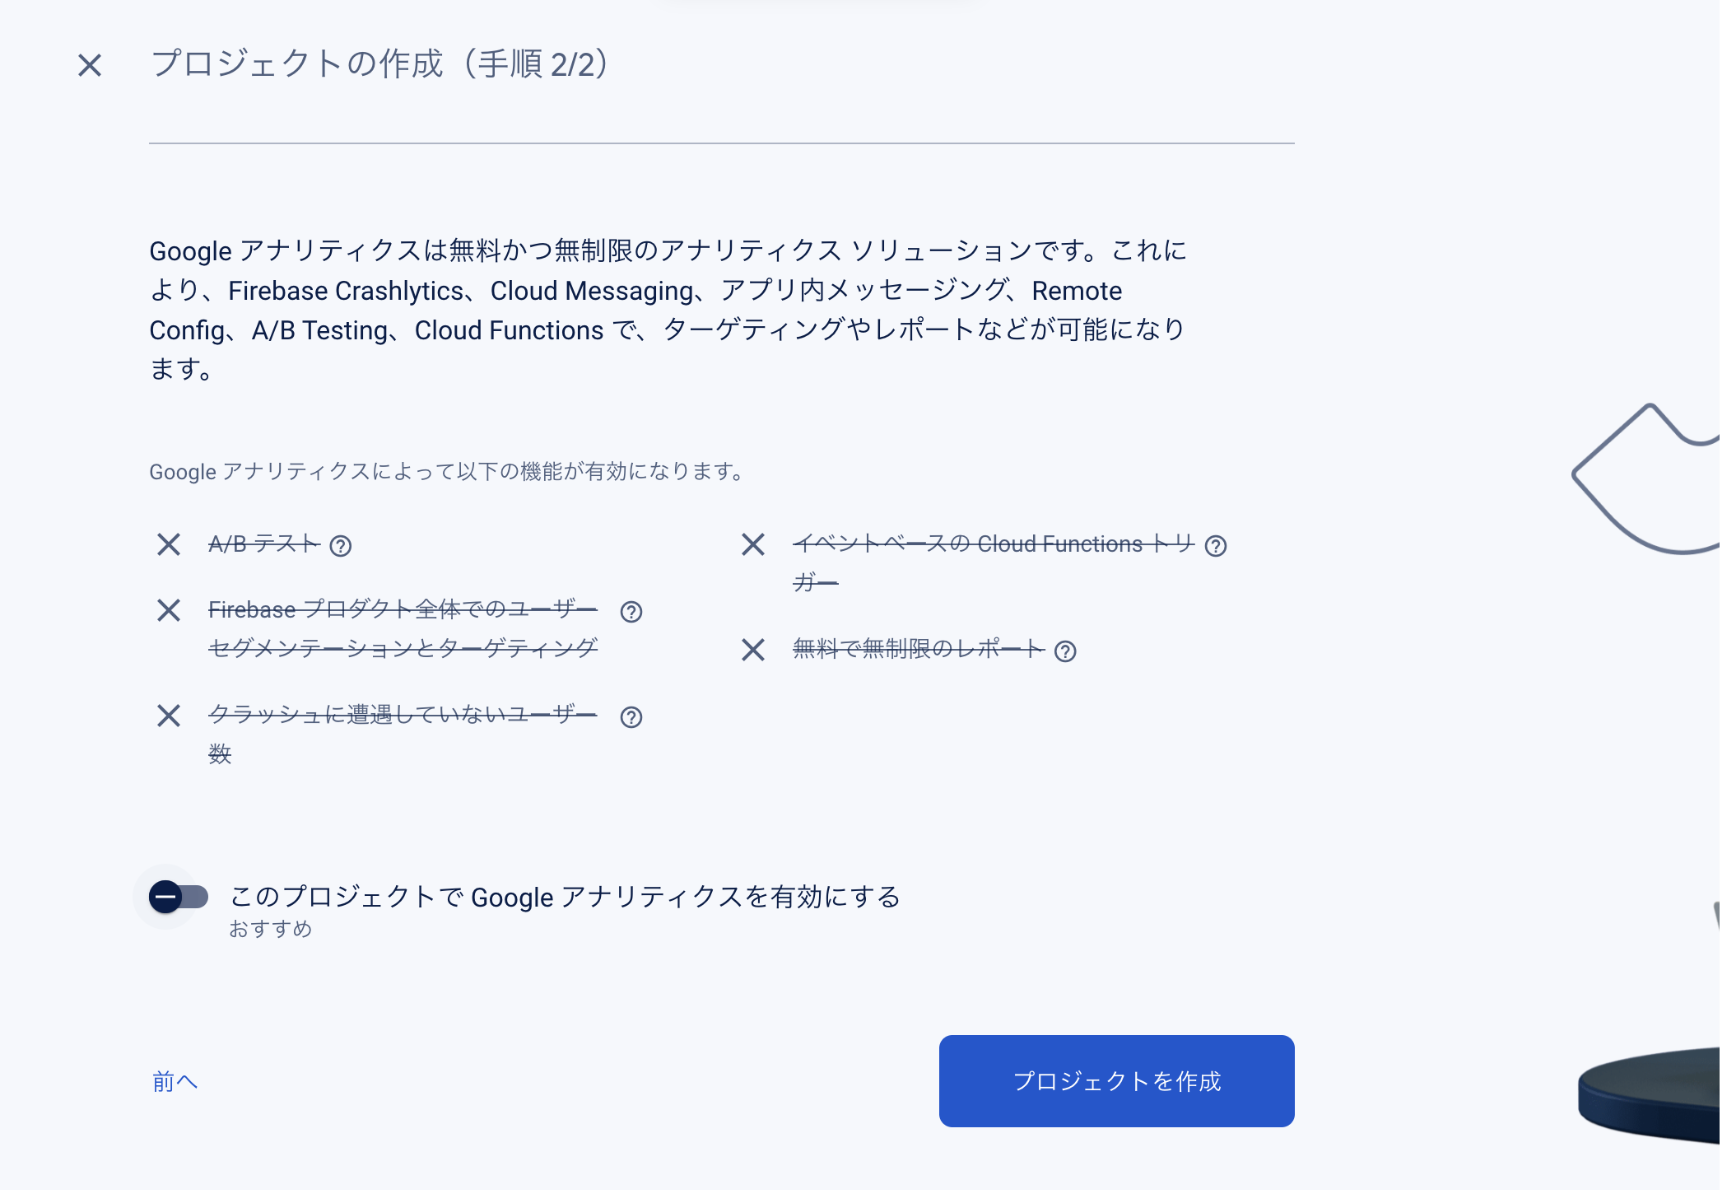 プロジェクトの作成（手順 2/2）
Google アナリティクスは無料かつ無制限のアナリティクス ソリューションです。これに
より、Firebase Crashlytics、Cloud Messaging、アプリ内メッセージング、Remote
Config、A/B Testing、Cloud Functions で、ターゲティングやレポートなどが可能になり
ます。
Google アナリティクスによって以下の機能が有効になります。
A/B テスト
Firebase プロダクト全体でのユーザー
セグメンテーションとターゲティング
クラッシュに遭遇していないユーザー
数
イベントベースの Cloud Functions トリ
ガー
無料で無制限のレポート
このプロジェクトで Google アナリティクスを有効にする
おすすめ
前へ
プロジェクトを作成